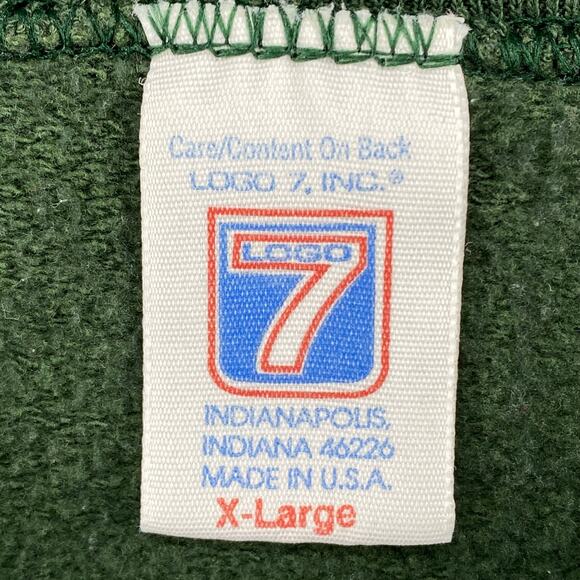 Care/Content On Back
LOGO 7, INC.®
LOGO
7
INDIANAPOLIS,
INDIANA 46226
MADE IN U.S.A.
X-Large